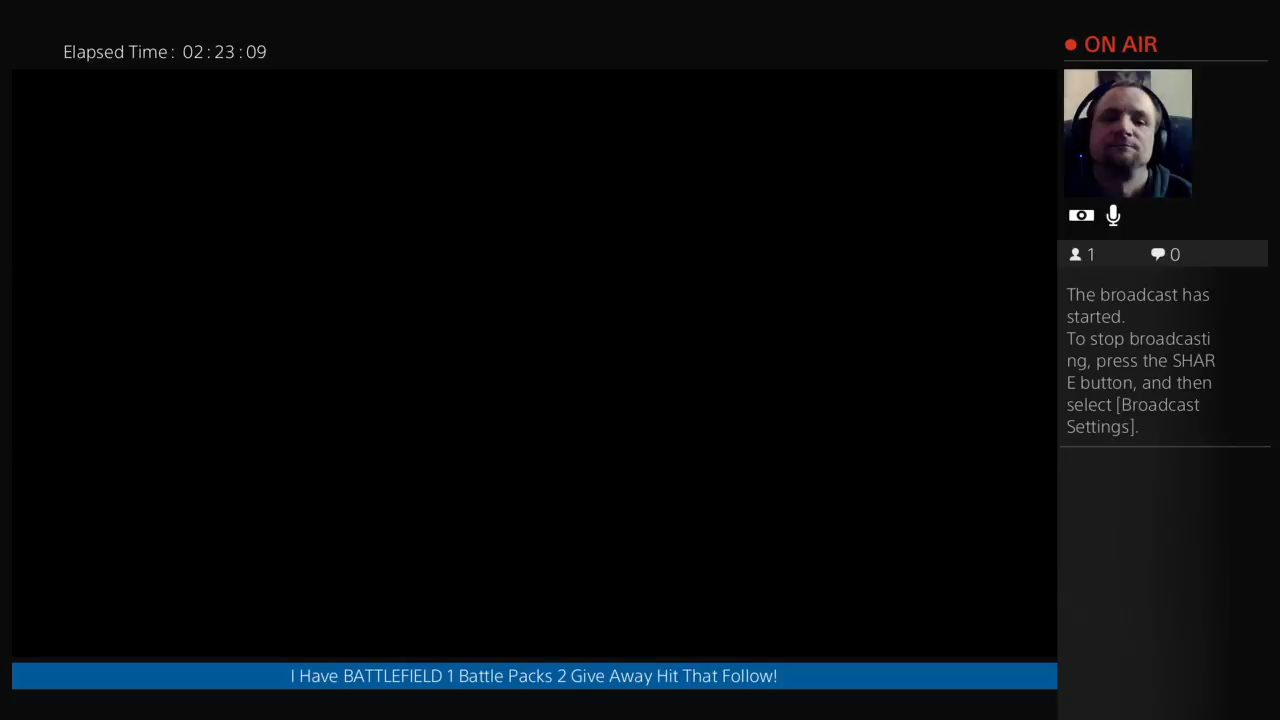 Elapsed Time: 02:23:09
ON AIR
1 0
The broadcast has
started.
To stop broadcasti
ng, press the SHAR
E button, and then
select [Broadcast
Settings].
I Have BATTLEFIELD 1 Battle Packs 2 Give Away Hit That Follow!